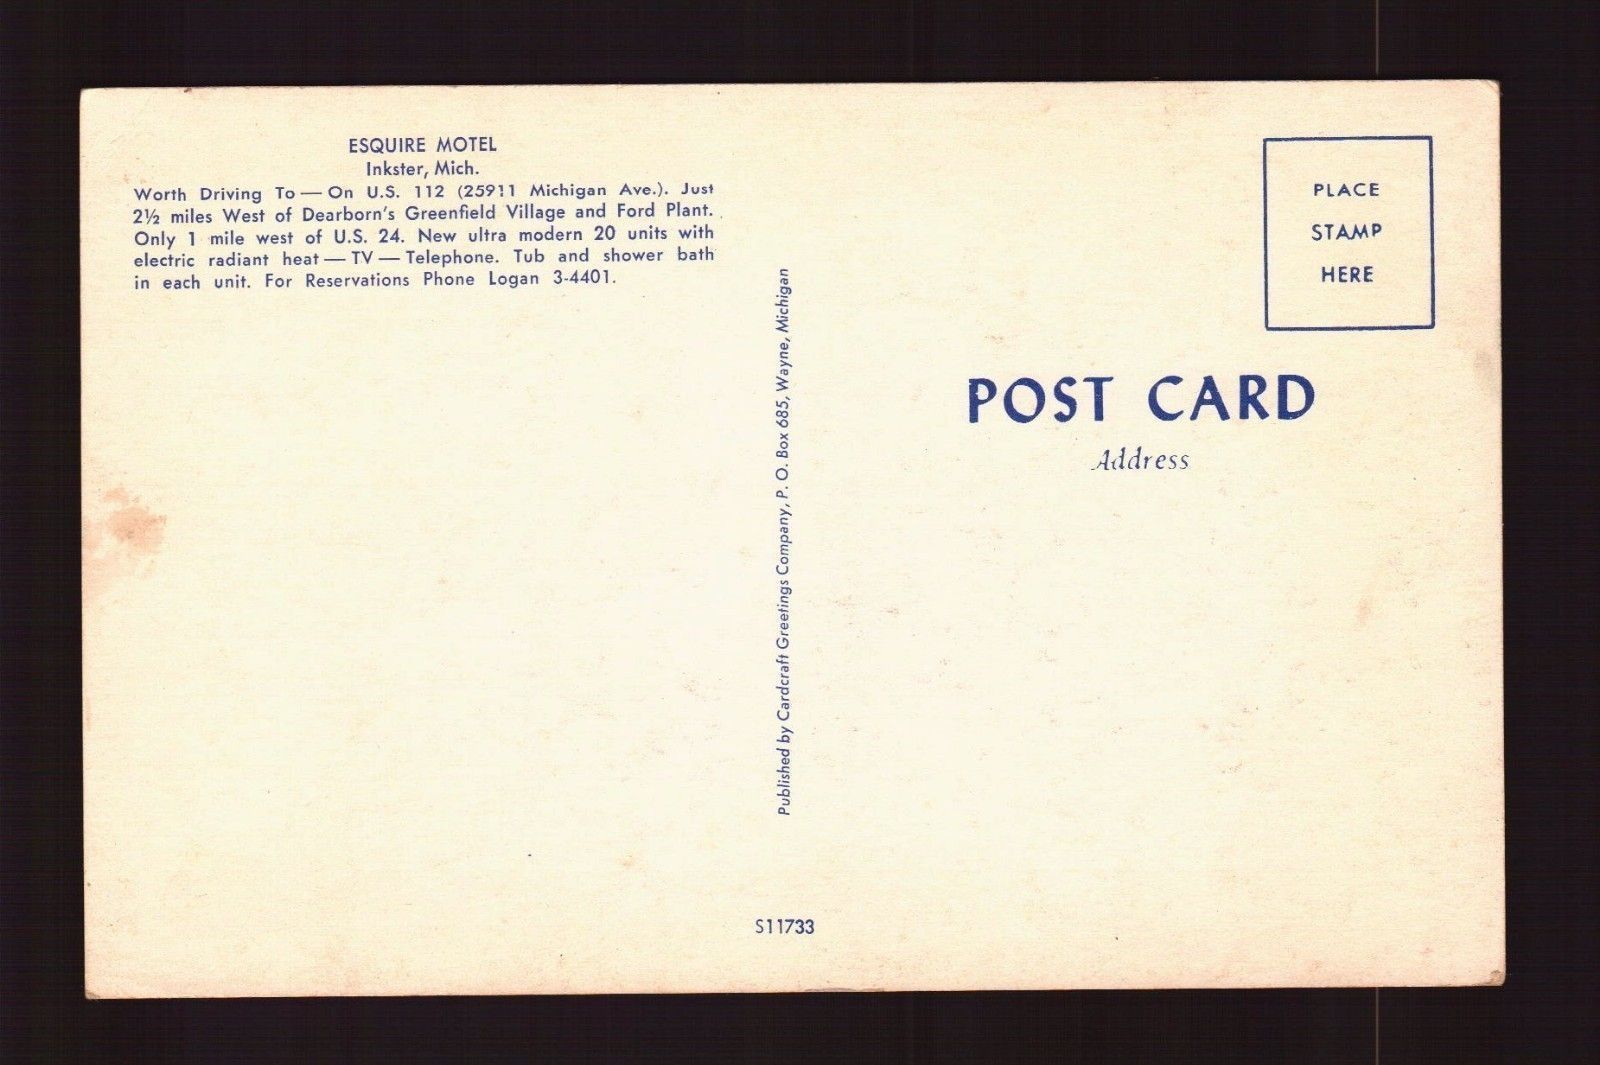 ESQUIRE MOTEL
Inkster, Mich.
Worth Driving To — On U.S. 112 (25911 Michigan Ave.). Just
2½ miles West of Dearborn's Greenfield Village and Ford Plant.
Only 1 mile west of U.S. 24. New ultra modern 20 units with
electric radiant heat — TV — Telephone. Tub and shower bath
in each unit. For Reservations Phone Logan 3-4401.
Published by Cardcraft Greetings Company, P. O. Box 685, Wayne, Michigan
PLACE
STAMP
HERE
POST CARD
Address
S11733